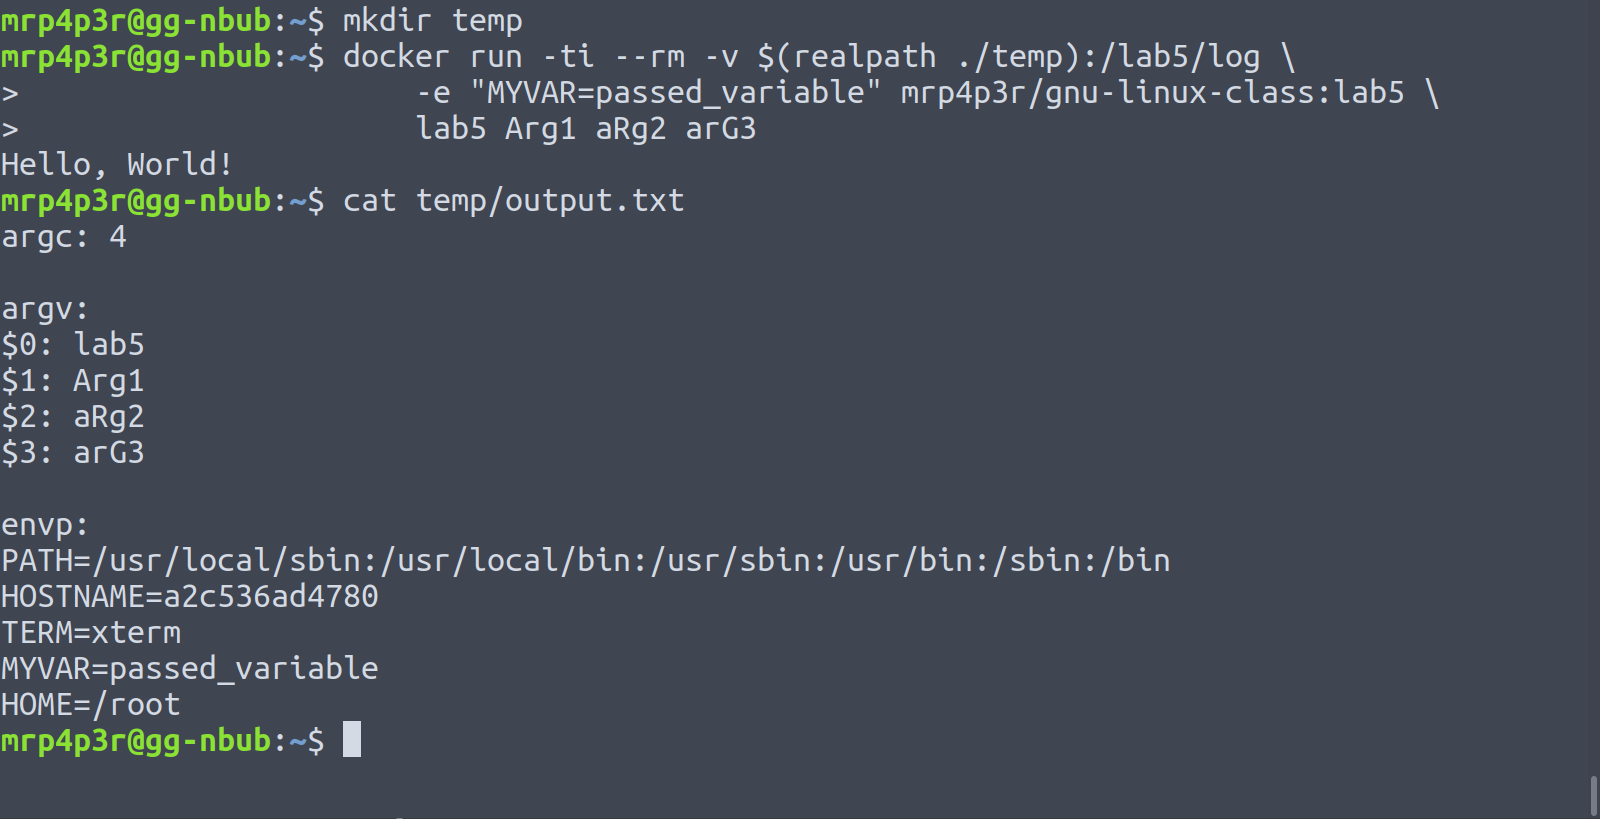 mrp4p3r@gg-nbub:~$ mkdir temp
mrp4p3r@gg-nbub:~$ docker run -ti --rm -v $(realpath ./temp):/lab5/log \
>                      -e "MYVAR=passed_variable" mrp4p3r/gnu-linux-class:lab5 \
>                      lab5 Arg1 aRg2 arG3
Hello, World!
mrp4p3r@gg-nbub:~$ cat temp/output.txt
argc: 4

argv:
$0: lab5
$1: Arg1
$2: aRg2
$3: arG3

envp:
PATH=/usr/local/sbin:/usr/local/bin:/usr/sbin:/usr/bin:/sbin:/bin
HOSTNAME=a2c536ad4780
TERM=xterm
MYVAR=passed_variable
HOME=/root
mrp4p3r@gg-nbub:~$